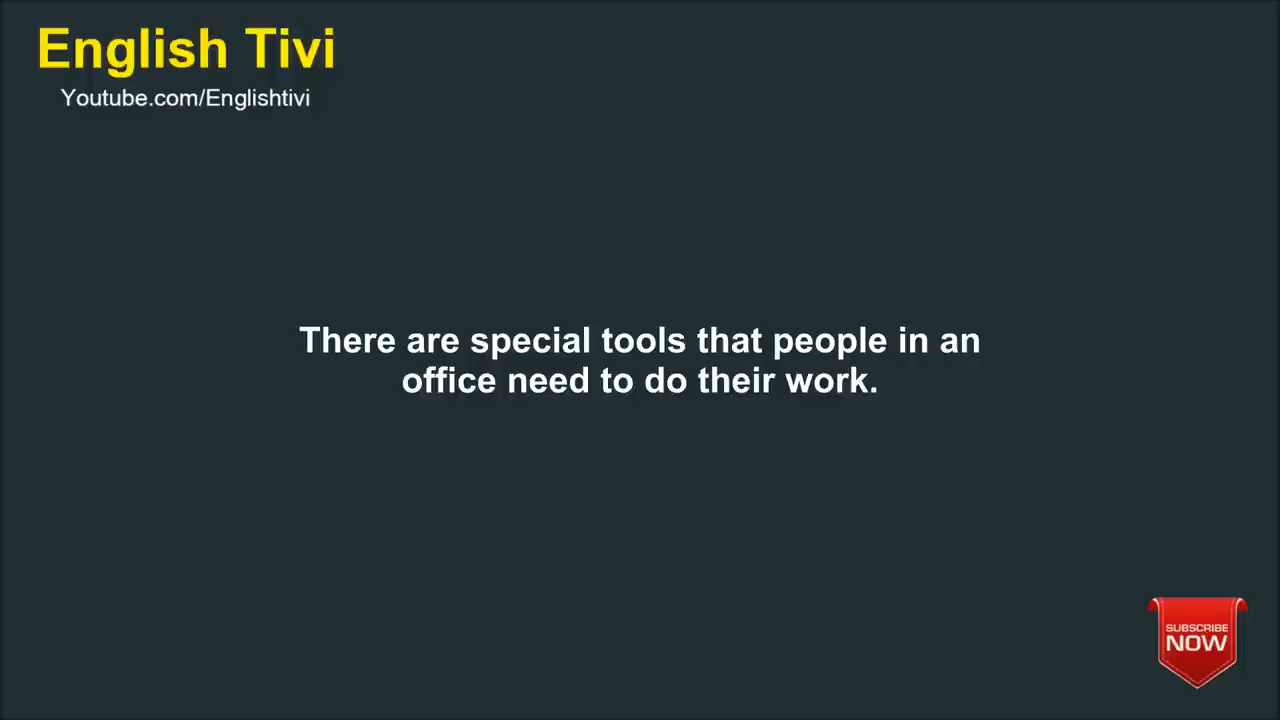 English Tivi
Youtube.com/Englishtivi
There are special tools that people in an
office need to do their work.
SUBSCRIBE
NOW